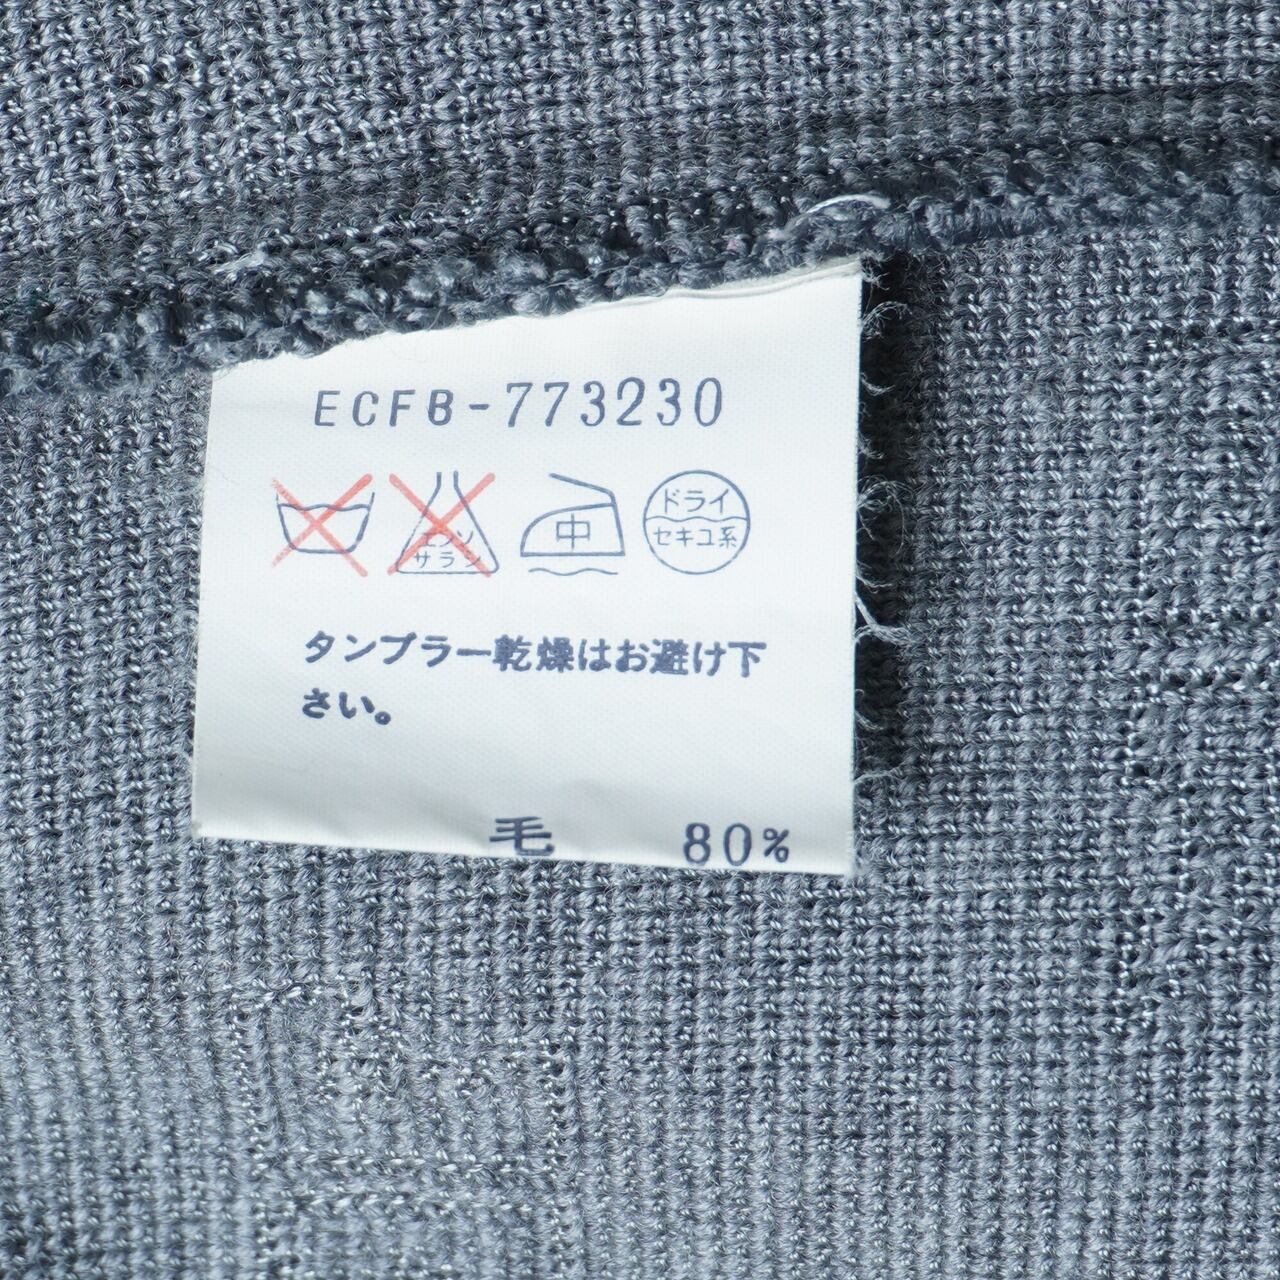 ECFB-773230
エンソ
サラシ
中
ドライ
セキユ系
タンブラー乾燥はお避け下
さい。
毛 80%